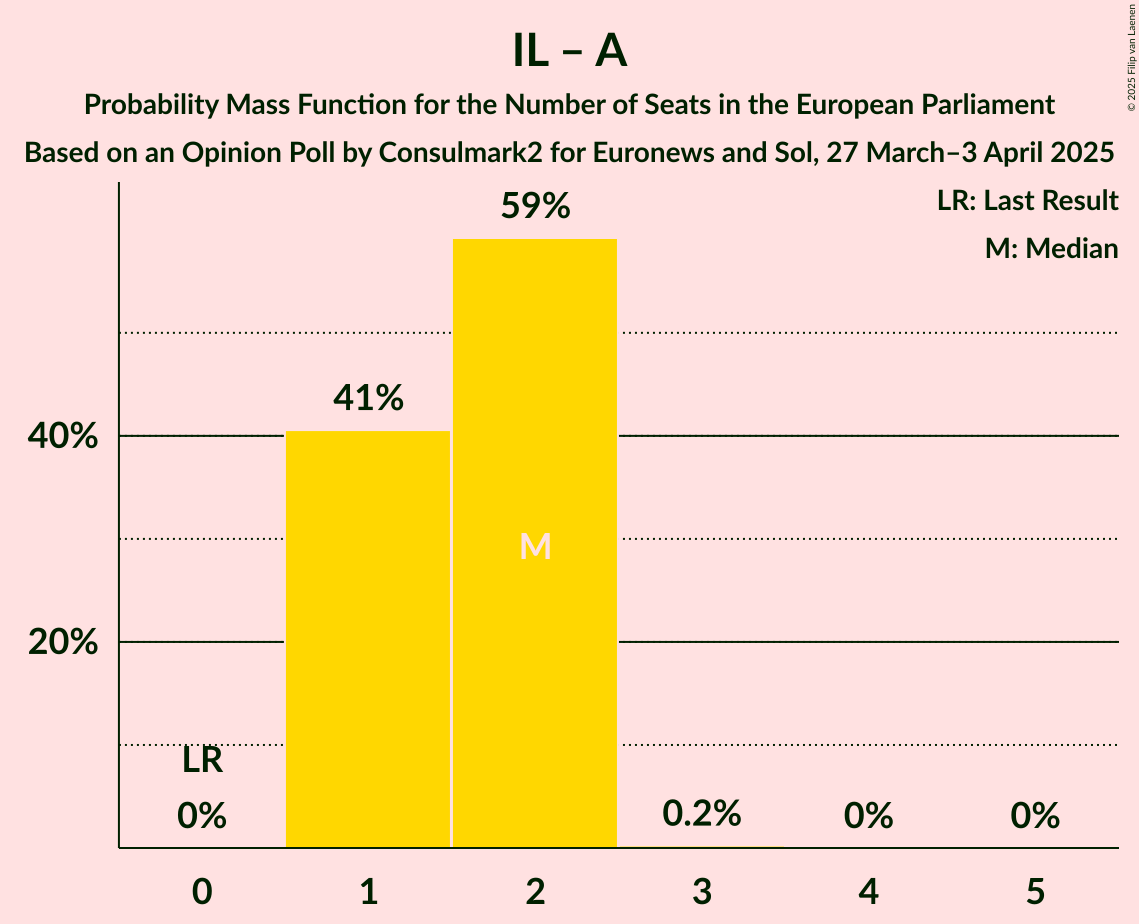 IL – A
Probability Mass Function for the Number of Seats in the European Parliament
Based on an Opinion Poll by Consulmark2 for Euronews and Sol, 27 March–3 April 2025
© 2025 Filip van Laenen
LR: Last Result
M: Median
59%
41%
40%
M
20%
LR
0%
0.2%
0%
0%
0 1 2 3 4 5